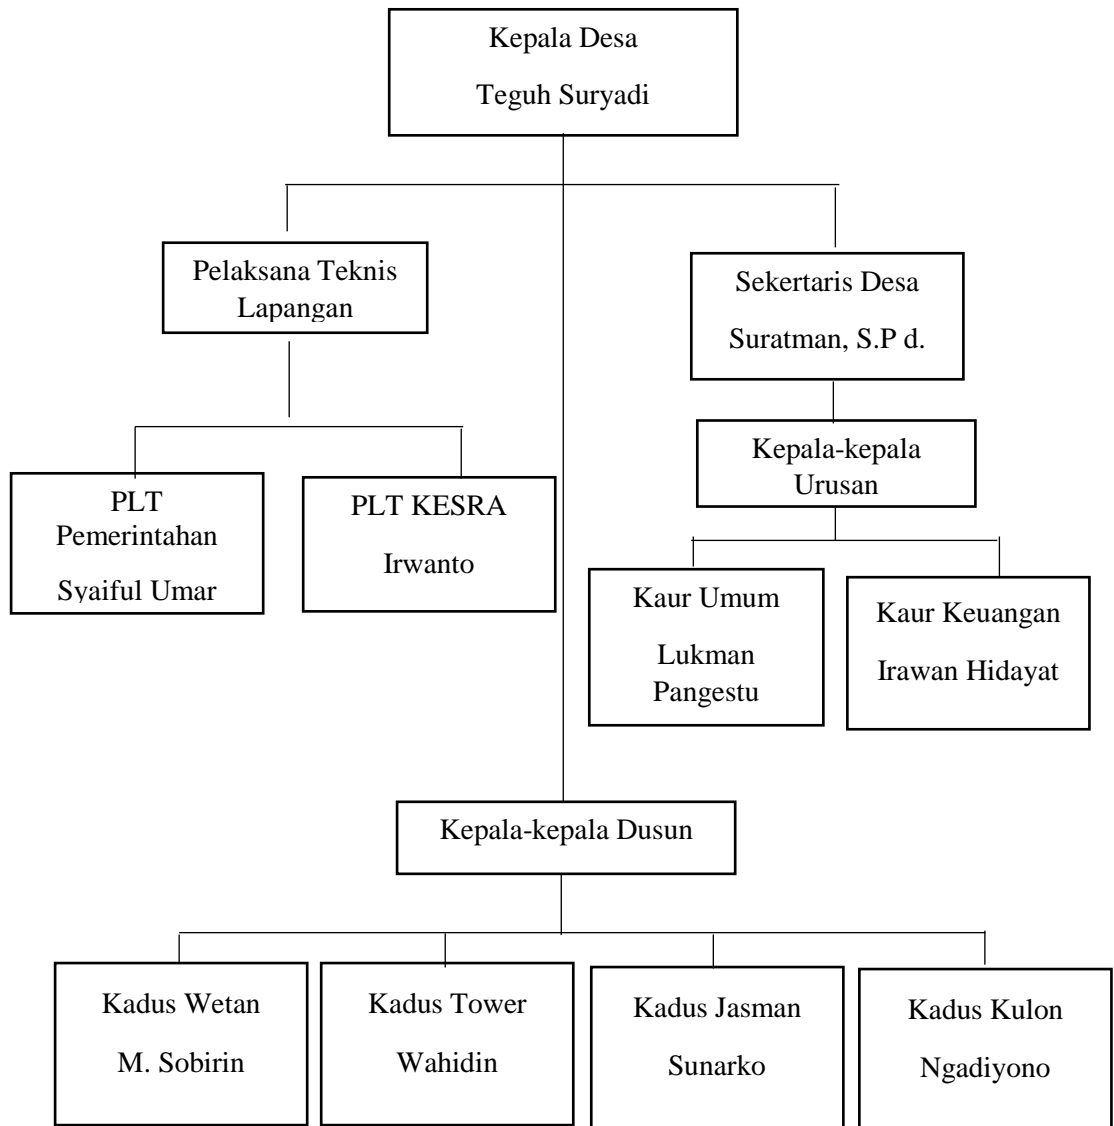 Kepala Desa
Teguh Suryadi
Pelaksana Teknis
Lapangan
Sekertaris Desa
Suratman, S.P d.
Kepala-kepala
Urusan
PLT
Pemerintahan
Syaiful Umar
PLT KESRA
Irwanto
Kaur Umum
Lukman
Pangestu
Kaur Keuangan
Irawan Hidayat
Kepala-kepala Dusun
Kadus Wetan
M. Sobirin
Kadus Tower
Wahidin
Kadus Jasman
Sunarko
Kadus Kulon
Ngadiyono